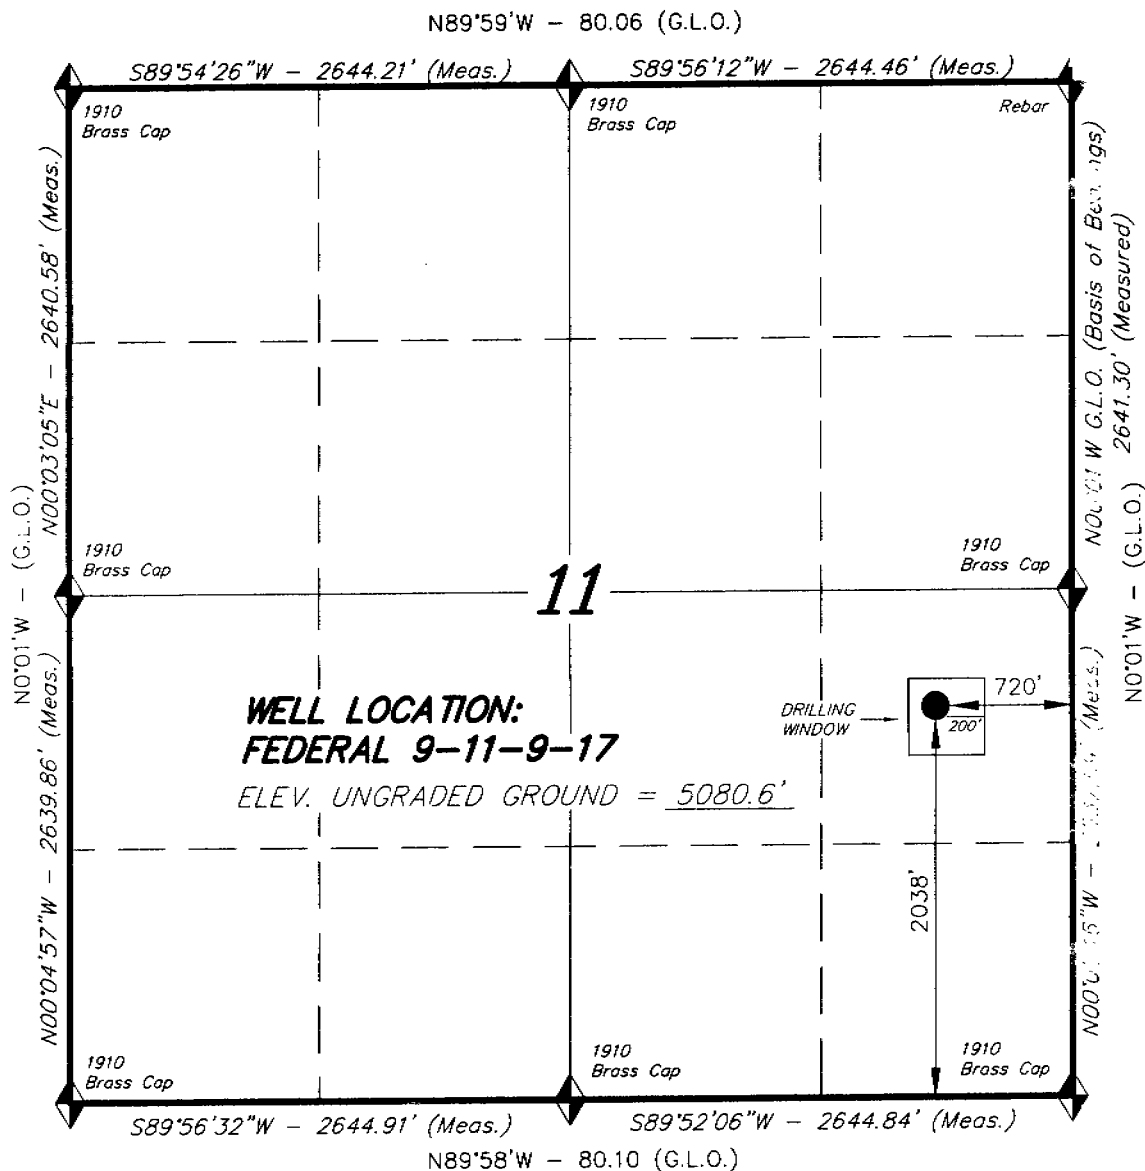 N89°59'W – 80.06 (G.L.O.)
S89°54'26"W – 2644.21' (Meas.)
S89°56'12"W – 2644.46' (Meas.)
1910
Brass Cap
1910
Brass Cap
Rebar
N00°03'05"E – 2640.58' (Meas.)
W G.L.O. (Basis of
2641.30' (Measured)
N0°01'W – (G.L.O.)
N0°01'W – (G.L.O.)
1910
Brass Cap
1910
Brass Cap
11
WELL LOCATION:
FEDERAL 9–11–9–17
ELEV. UNGRADED GROUND = 5080.6'
DRILLING
WINDOW
720'
200'
2038'
N00°04'57"W – 2639.86' (Meas.)
(Meas.)
1910
Brass Cap
1910
Brass Cap
1910
Brass Cap
S89°56'32"W – 2644.91' (Meas.)
S89°52'06"W – 2644.84' (Meas.)
N89°58'W – 80.10 (G.L.O.)